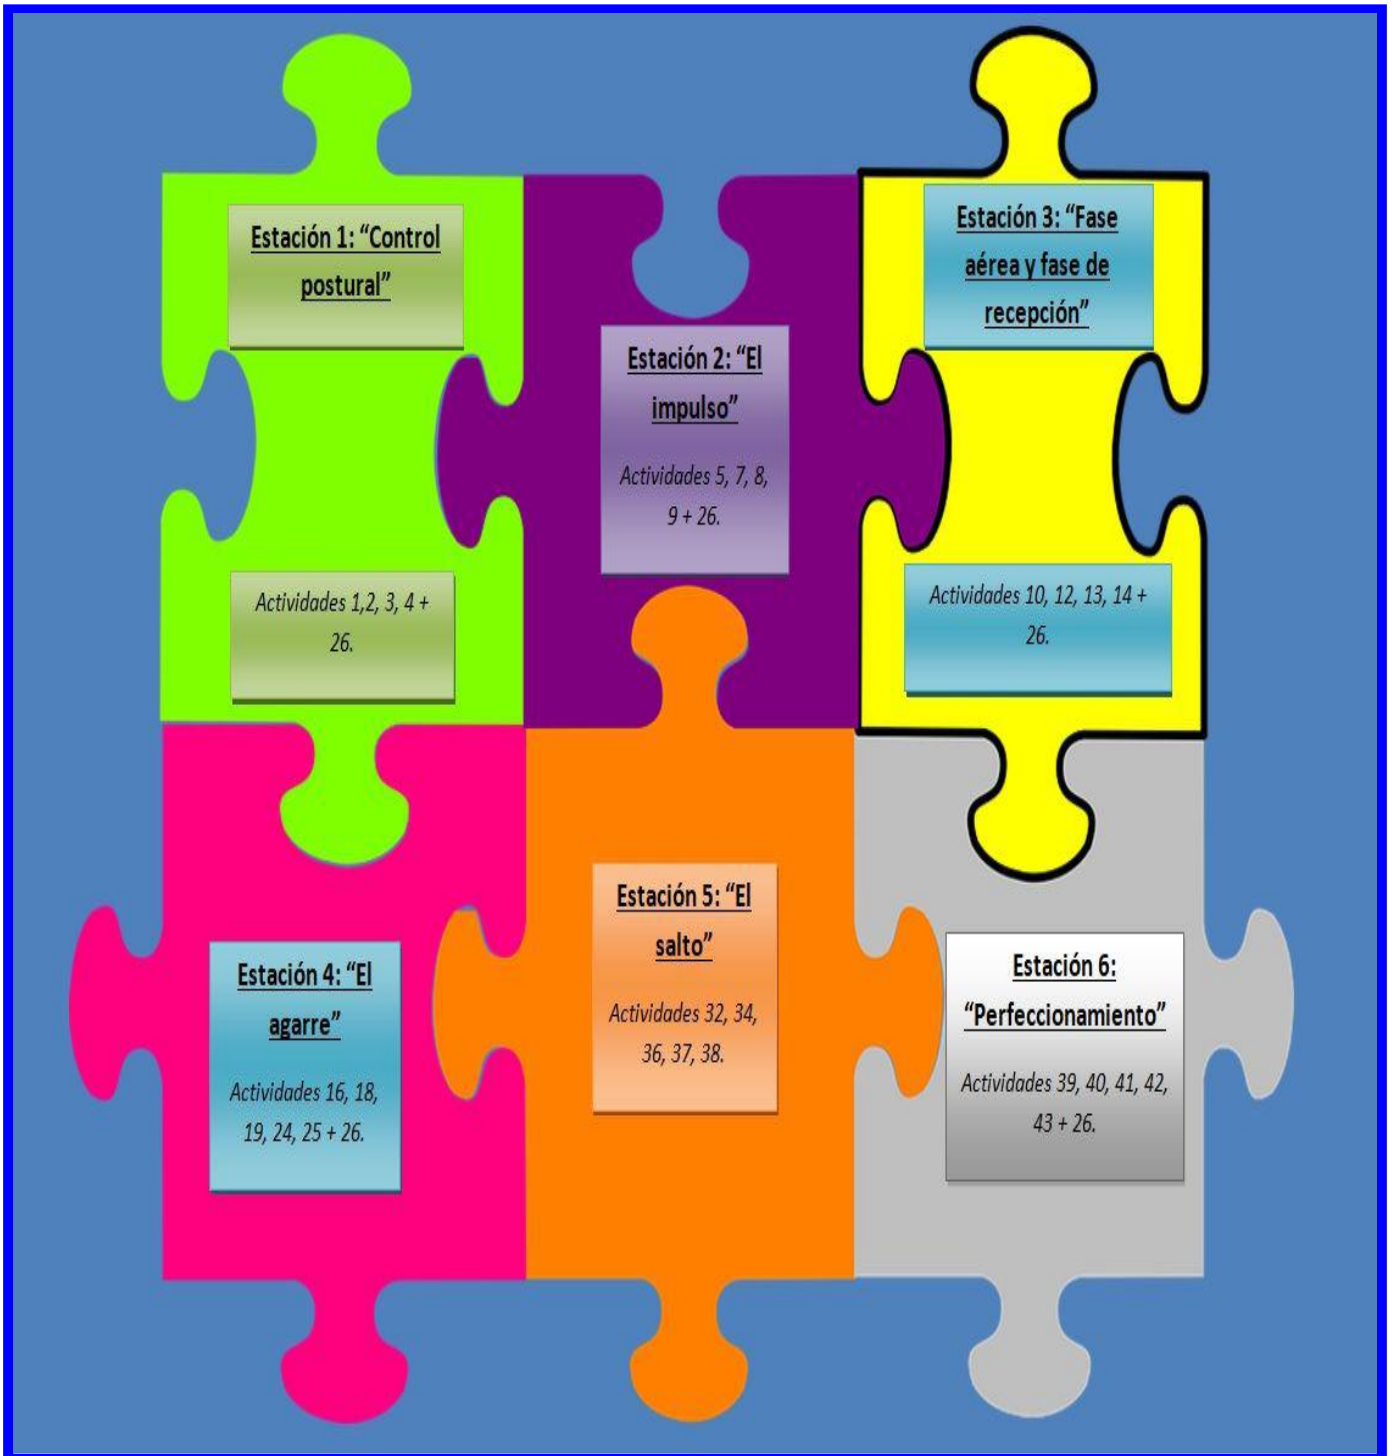 Estación 1: “Control
postural”
Actividades 1,2, 3, 4 +
26.
Estación 2: “El
impulso”
Actividades 5, 7, 8,
9 + 26.
Estación 3: “Fase
aérea y fase de
recepción”
Actividades 10, 12, 13, 14 +
26.
Estación 4: “El
agarre”
Actividades 16, 18,
19, 24, 25 + 26.
Estación 5: “El
salto”
Actividades 32, 34,
36, 37, 38.
Estación 6:
“Perfeccionamiento”
Actividades 39, 40, 41, 42,
43 + 26.